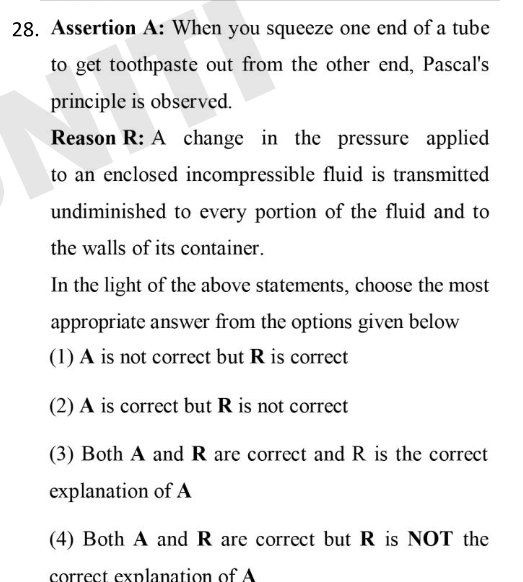 28. Assertion A: When you squeeze one end of a tube
to get toothpaste out from the other end, Pascal's
principle is observed.
Reason R: A change in the pressure applied
to an enclosed incompressible fluid is transmitted
undiminished to every portion of the fluid and to
the walls of its container.
In the light of the above statements, choose the most
appropriate answer from the options given below
(1) A is not correct but R is correct
(2) A is correct but R is not correct
(3) Both A and R are correct and R is the correct
explanation of A
(4) Both A and R are correct but R is NOT the
correct explanation of A